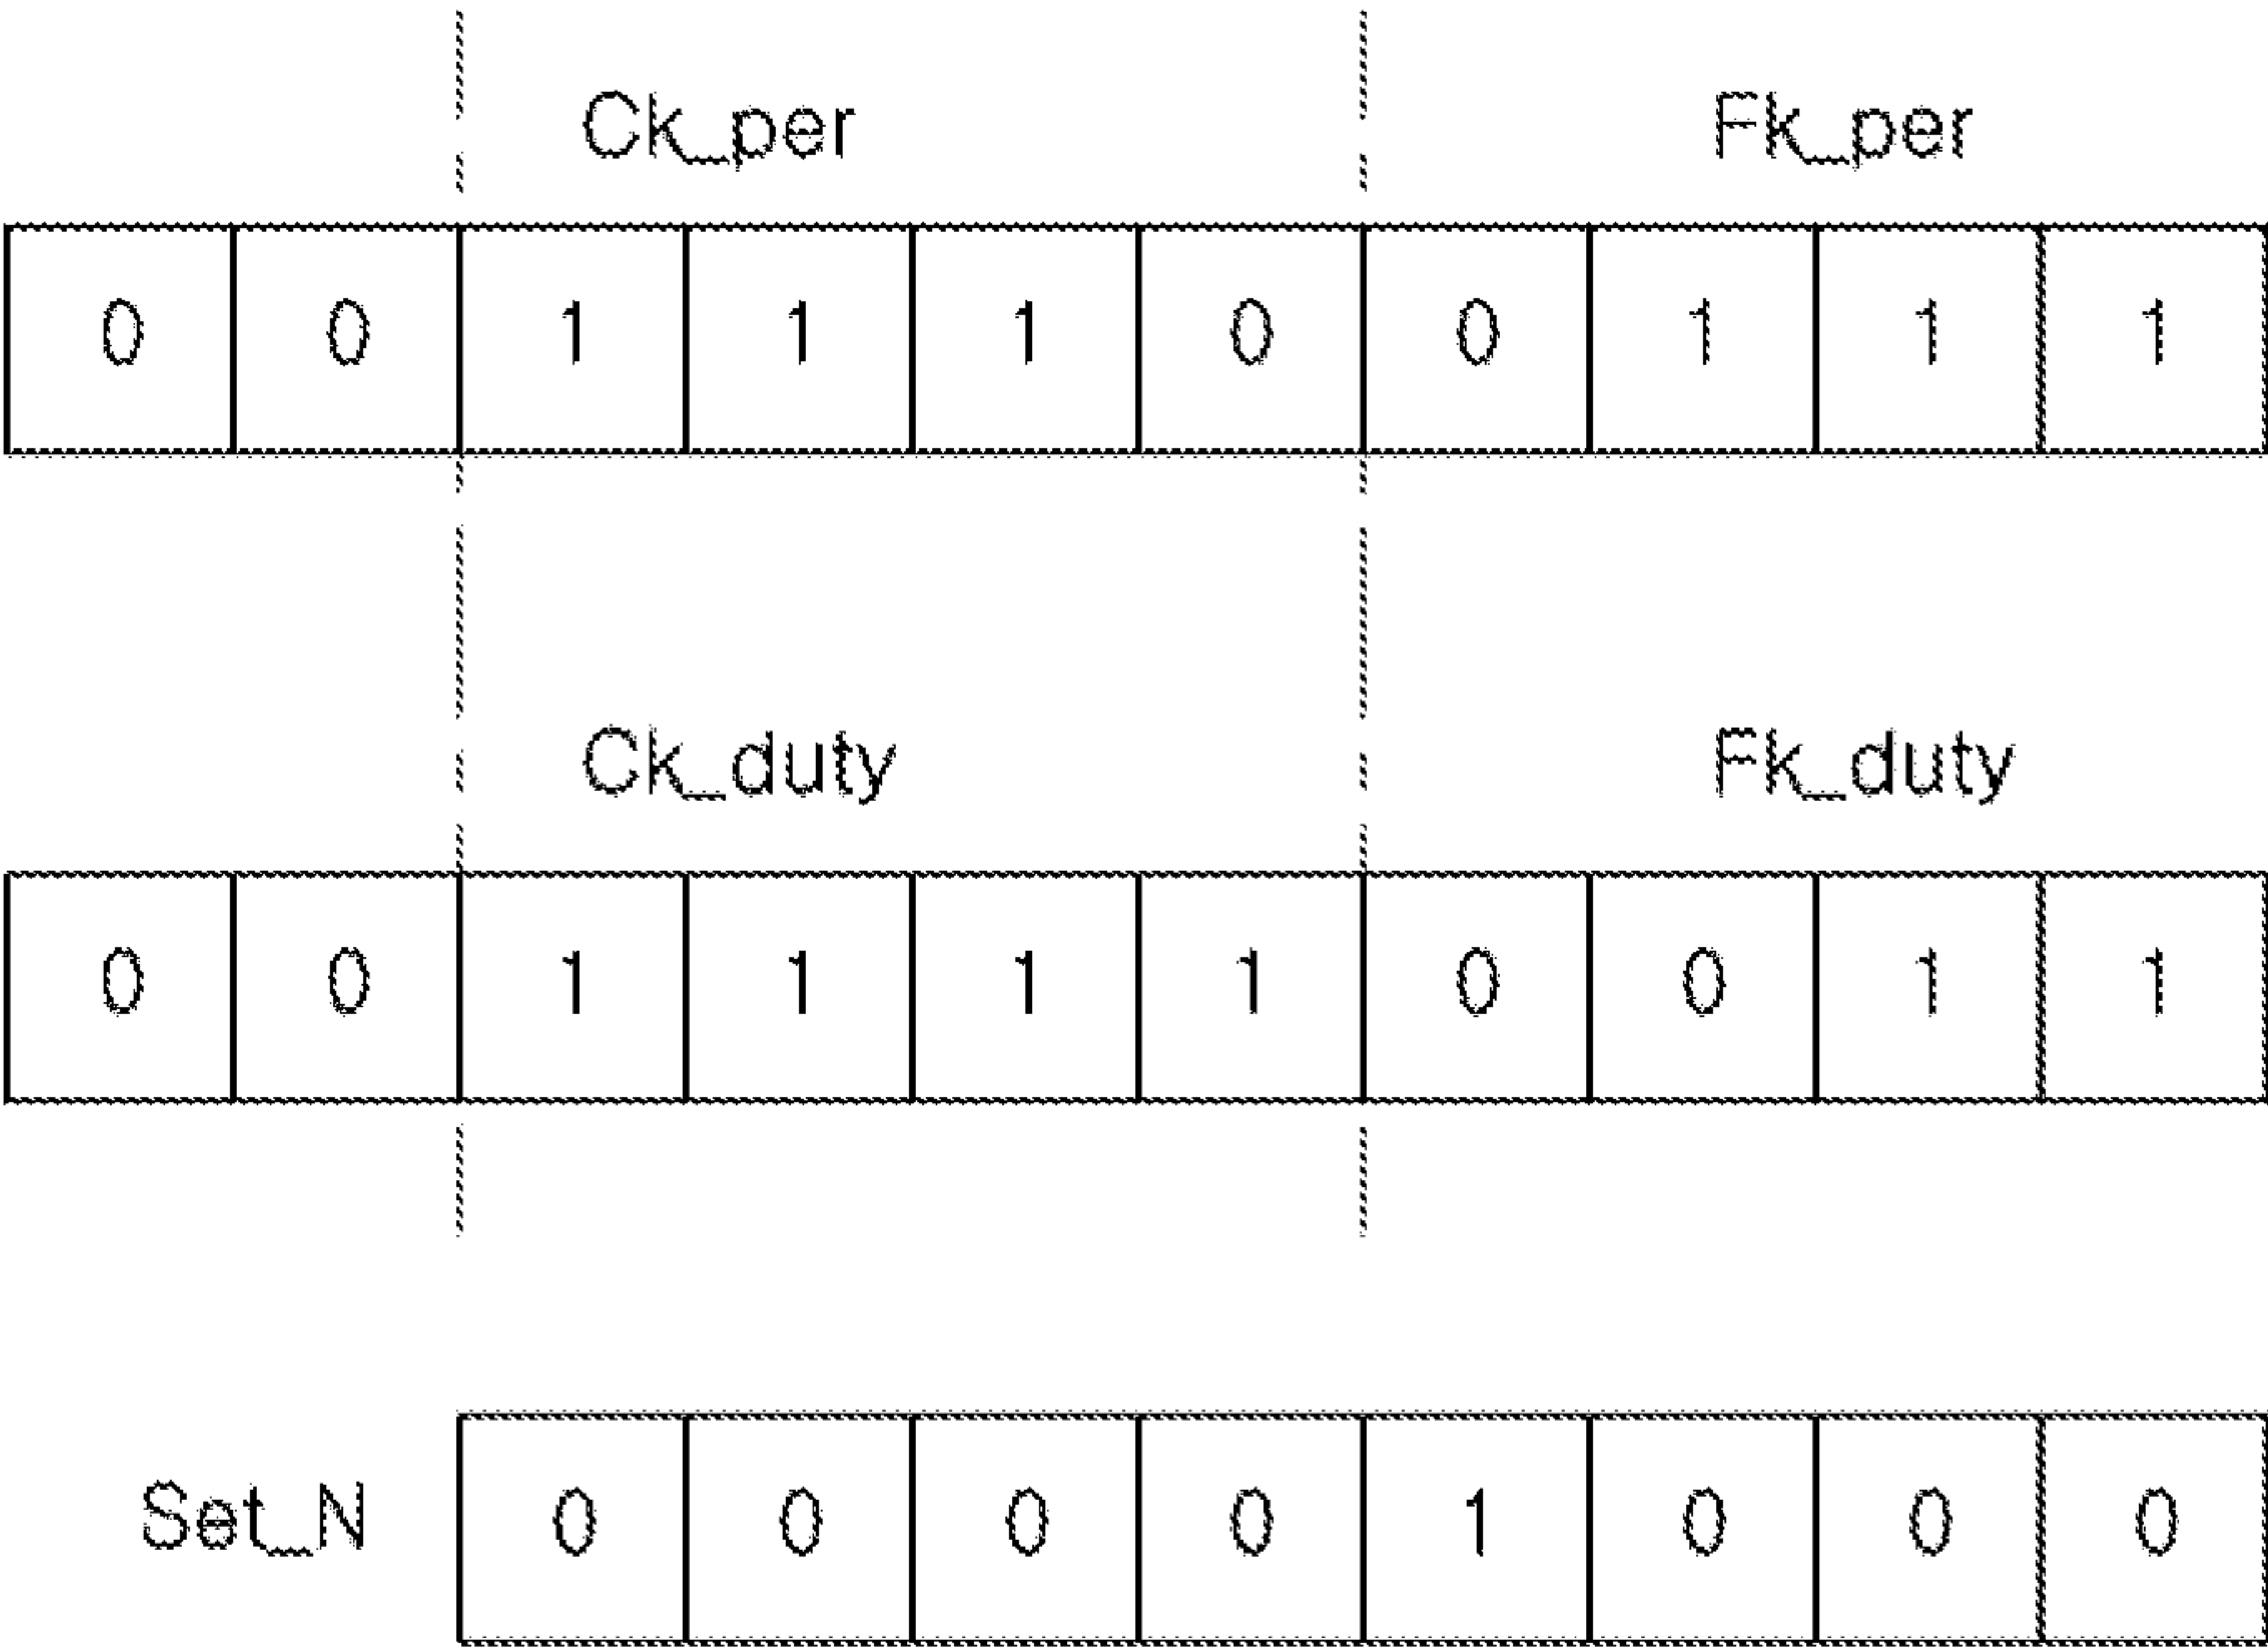 Ck_per Fk_per
0 0 1 1 1 0 0 1 1 1
Ck_duty Fk_duty
0 0 1 1 1 1 0 0 1 1
Set_N 0 0 0 0 1 0 0 0